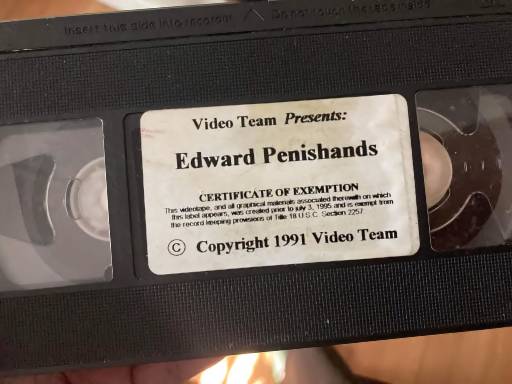 Insert this side into recorder Do not touch the tape inside
Video Team Presents:
Edward Penishands
CERTIFICATE OF EXEMPTION
This videotape, and all graphical materials associated therewith on which
this label appears, was created prior to july 3, 1995 and is exempt from
the record keeping provisions of Title 18 U.S.C. Section 2257.
© Copyright 1991 Video Team